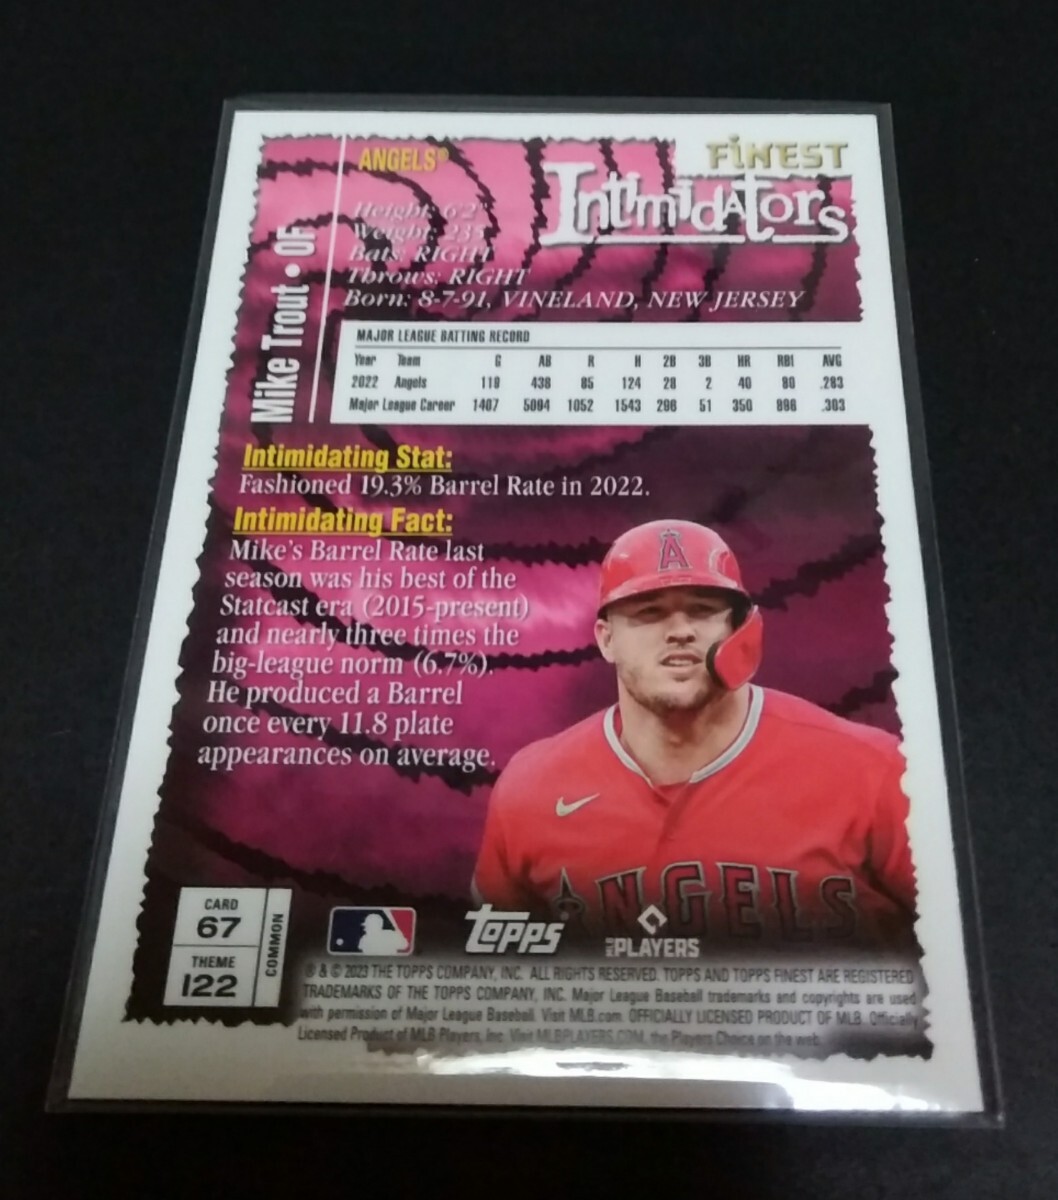 ANGELS®
FiNEST
Intimidators
Height: 6'2"
Weight: 235
Bats: RIGHT
Throws: RIGHT
Born: 8-7-91, VINELAND, NEW JERSEY
Mike Trout • OF
MAJOR LEAGUE BATTING RECORD
Year Team G AB R H 2B 3B HR RBI AVG
2022 Angels 119 438 85 124 28 2 40 80 .283
Major League Career 1407 5094 1052 1543 296 51 350 896 .303
Intimidating Stat:
Fashioned 19.3% Barrel Rate in 2022.
Intimidating Fact:
Mike's Barrel Rate last
season was his best of the
Statcast era (2015-present)
and nearly three times the
big-league norm (6.7%).
He produced a Barrel
once every 11.8 plate
appearances on average.
A
ANGELS
CARD
67
THEME
122
COMMON
topps
MLB PLAYERS
® & © 2023 THE TOPPS COMPANY, INC. ALL RIGHTS RESERVED. TOPPS AND TOPPS FINEST ARE REGISTERED
TRADEMARKS OF THE TOPPS COMPANY, INC. Major League Baseball trademarks and copyrights are used
with permission of Major League Baseball. Visit MLB.com. OFFICIALLY LICENSED PRODUCT OF MLB Officially
Licensed Product of MLB Players, Inc. Visit MLBPLAYERS.COM, the Players Choice on the web.